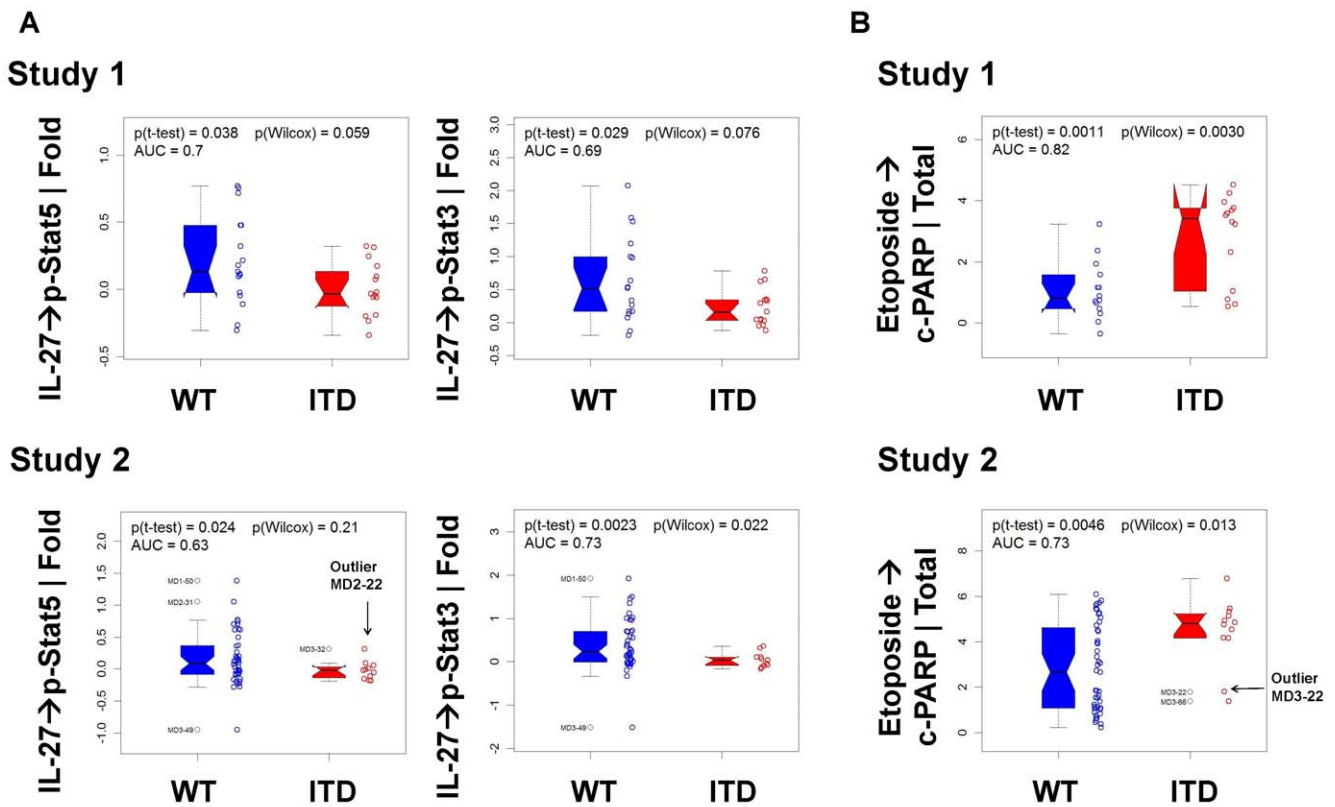 A
B
Study 1
Study 1
IL-27→p-Stat5 | Fold
p(t-test) = 0.038 p(Wilcox) = 0.059
AUC = 0.7
1.0
0.5
0.0
-0.5
WT
ITD
IL-27→p-Stat3 | Fold
p(t-test) = 0.029 p(Wilcox) = 0.076
AUC = 0.69
3.0
2.5
2.0
1.5
1.0
0.5
0.0
-0.5
WT
ITD
Etoposide →
c-PARP | Total
p(t-test) = 0.0011 p(Wilcox) = 0.0030
AUC = 0.82
6
4
2
0
WT
ITD
Study 2
Study 2
IL-27→p-Stat5 | Fold
p(t-test) = 0.024 p(Wilcox) = 0.21
AUC = 0.63
2.0
1.5
1.0
0.5
0.0
-0.5
-1.0
MD1-50
MD2-31
MD3-49
MD3-32
Outlier
MD2-22
WT
ITD
IL-27→p-Stat3 | Fold
p(t-test) = 0.0023 p(Wilcox) = 0.022
AUC = 0.73
3
2
1
0
-1
-2
MD1-50
MD3-49
WT
ITD
Etoposide →
c-PARP | Total
p(t-test) = 0.0046 p(Wilcox) = 0.013
AUC = 0.73
8
6
4
2
0
MD3-22
MD3-66
Outlier
MD3-22
WT
ITD